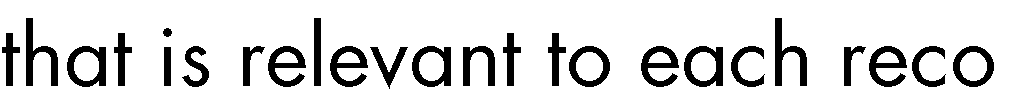 that is relevant to each reco